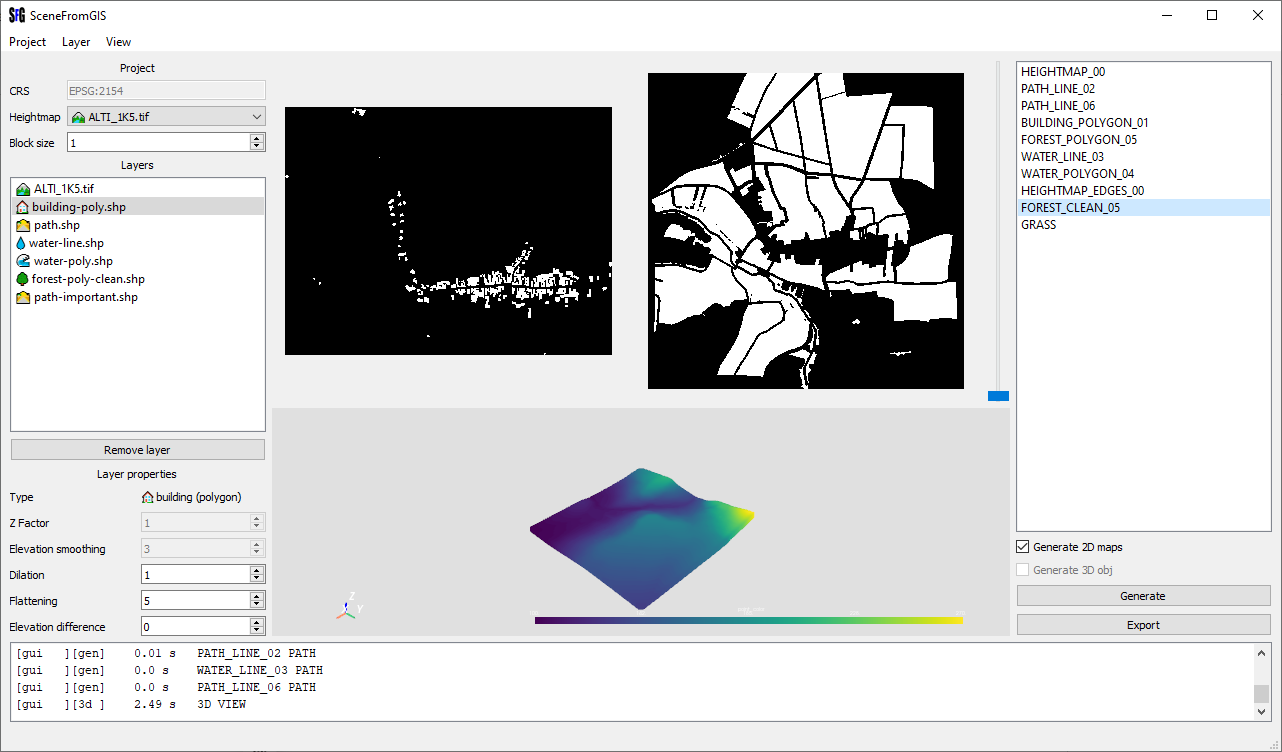 SFG SceneFromGIS
Project Layer View
Project
CRS EPSG:2154
Heightmap ALTI_1K5.tif
Block size 1
Layers
ALTI_1K5.tif
building-poly.shp
path.shp
water-line.shp
water-poly.shp
forest-poly-clean.shp
path-important.shp
Remove layer
Layer properties
Type building (polygon)
Z Factor 1
Elevation smoothing 3
Dilation 1
Flattening 5
Elevation difference 0
Z
X Y
HEIGHTMAP_00
PATH_LINE_02
PATH_LINE_06
BUILDING_POLYGON_01
FOREST_POLYGON_05
WATER_LINE_03
WATER_POLYGON_04
HEIGHTMAP_EDGES_00
FOREST_CLEAN_05
GRASS
Generate 2D maps
Generate 3D obj
Generate
Export
[gui ][gen] 0.01 s PATH_LINE_02 PATH
[gui ][gen] 0.0 s WATER_LINE_03 PATH
[gui ][gen] 0.0 s PATH_LINE_06 PATH
[gui ][3d ] 2.49 s 3D VIEW